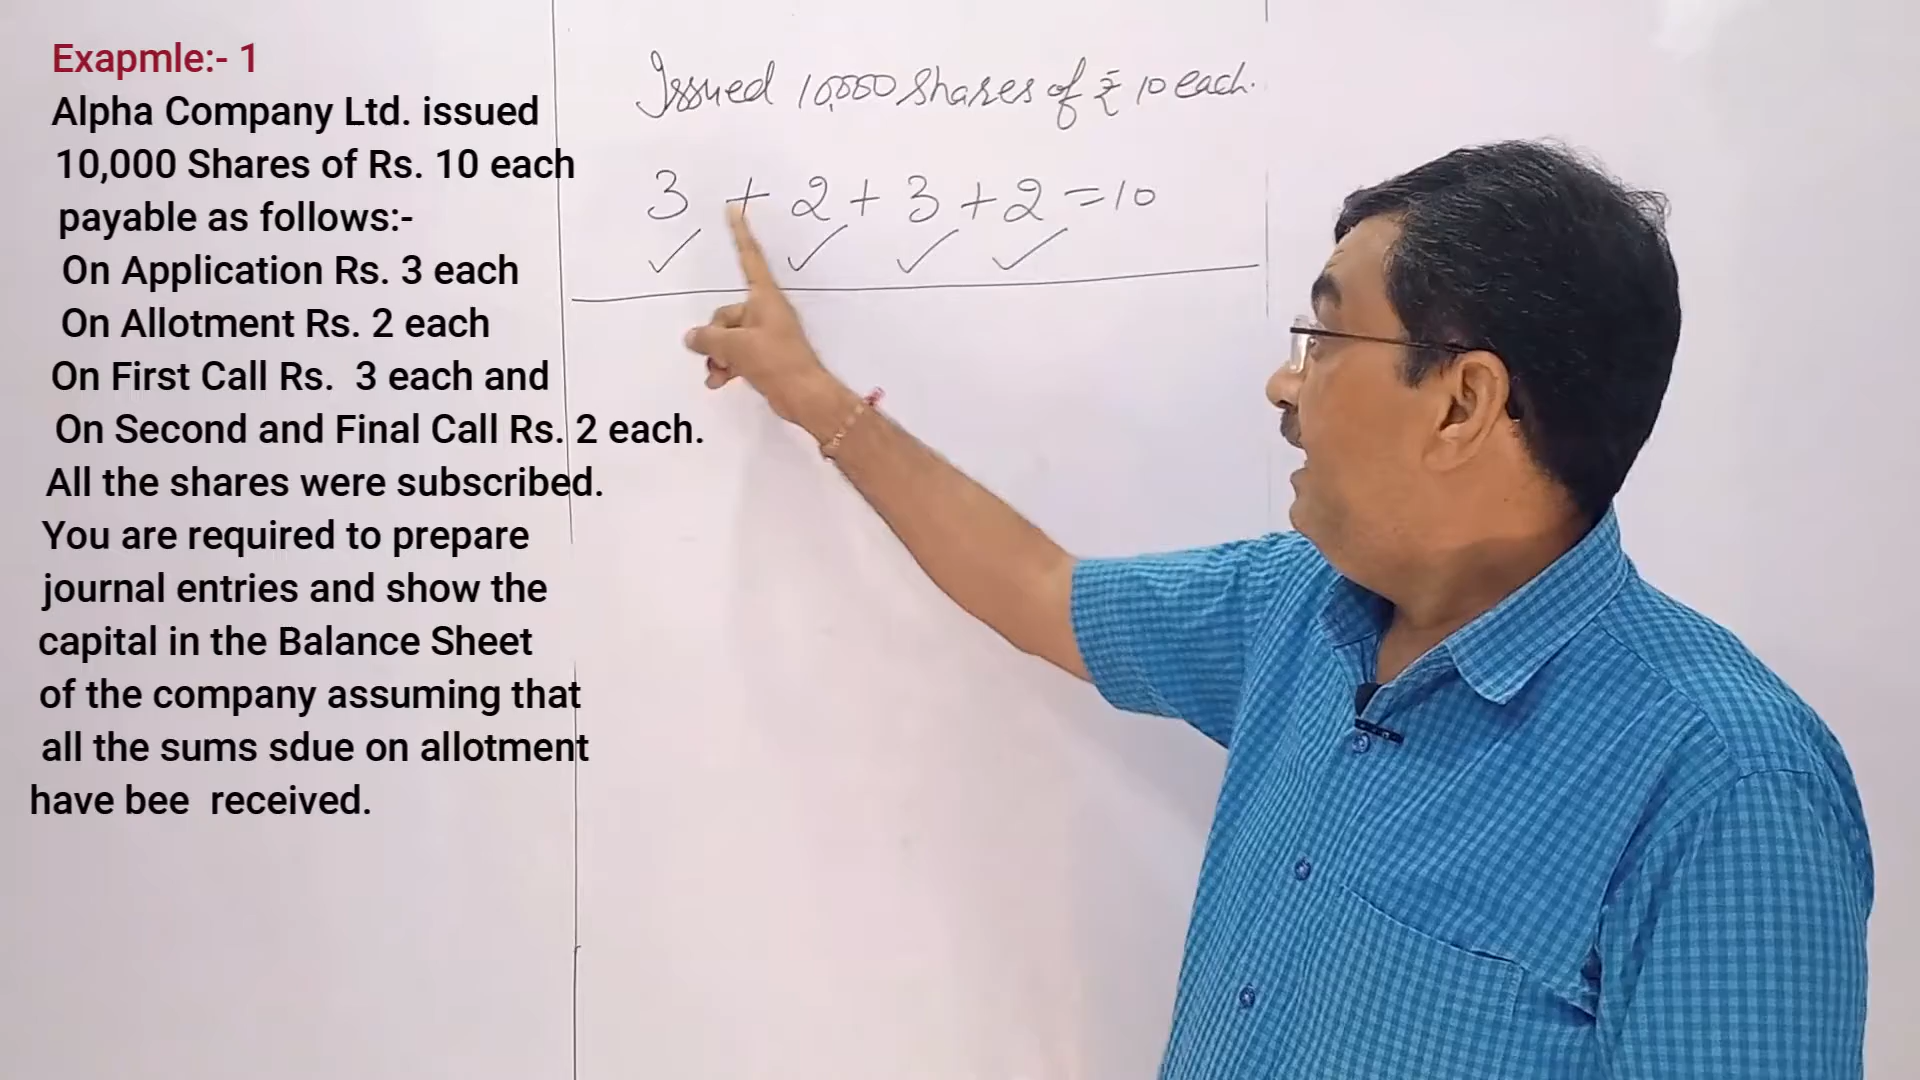 Exapmle:- 1
Alpha Company Ltd. issued
10,000 Shares of Rs. 10 each
payable as follows:-
On Application Rs. 3 each
On Allotment Rs. 2 each
On First Call Rs. 3 each and
On Second and Final Call Rs. 2 each.
All the shares were subscribed.
You are required to prepare
journal entries and show the
capital in the Balance Sheet
of the company assuming that
all the sums sdue on allotment
have bee received.
Issued 10,000 Shares of ₹ 10 each.
3 + 2 + 3 + 2 = 10
✓ ✓ ✓ ✓